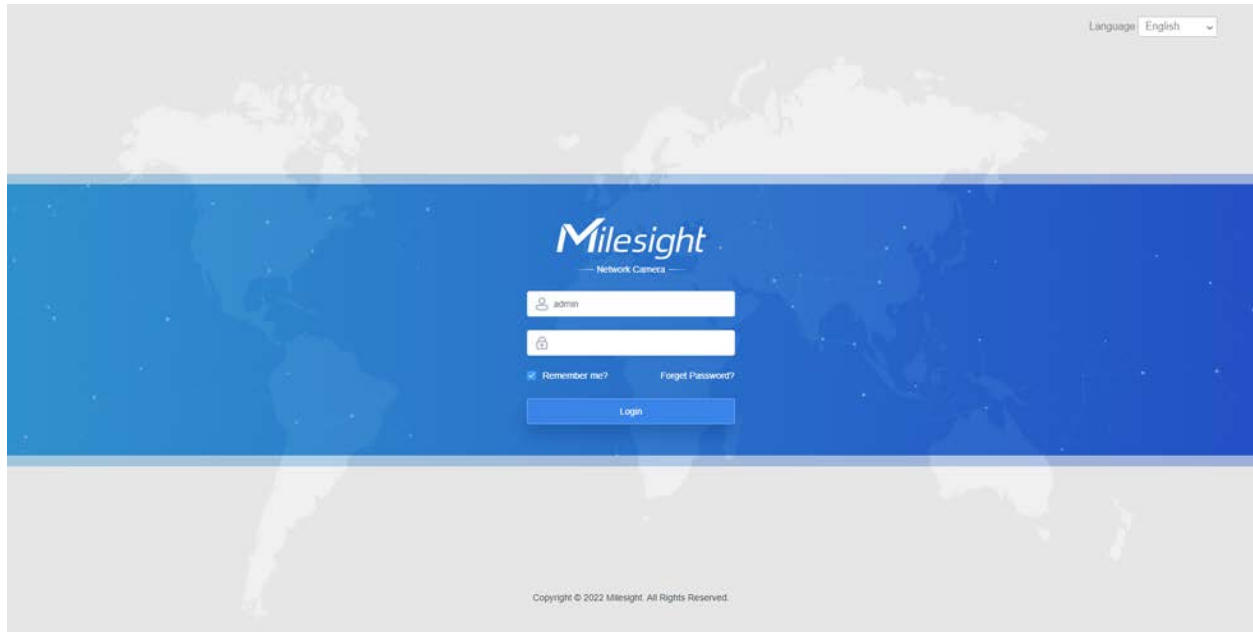 Language English
Milesight
Network Camera
admin
Remember me? Forget Password?
Login
Copyright © 2022 Milesight. All Rights Reserved.